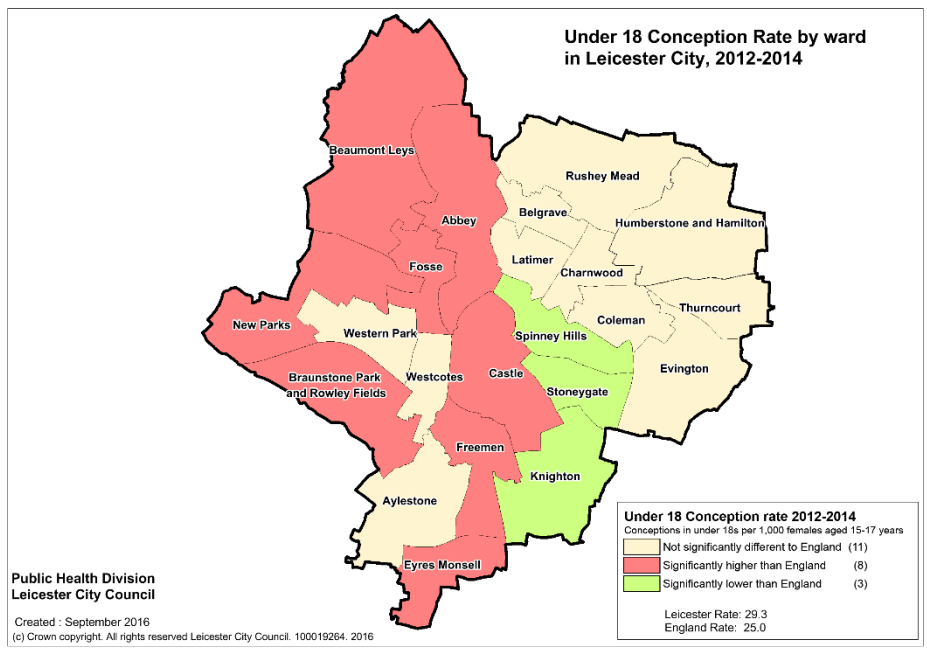 Under 18 Conception Rate by ward
in Leicester City, 2012-2014
Beaumont Leys
Rushey Mead
Abbey
Belgrave
Humberstone and Hamilton
Latimer
Fosse
Charnwood
Thurncourt
New Parks
Coleman
Western Park
Spinney Hills
Evington
Westcotes
Castle
Braunstone Park
and Rowley Fields
Stoneygate
Freemen
Knighton
Aylestone
Eyres Monsell
Under 18 Conception rate 2012-2014
Conceptions in under 18s per 1,000 females aged 15-17 years
Not significantly different to England (11)
Significantly higher than England (8)
Significantly lower than England (3)
Leicester Rate: 29.3
England Rate: 25.0
Public Health Division
Leicester City Council
Created : September 2016
(c) Crown copyright. All rights reserved Leicester City Council. 100019264. 2016